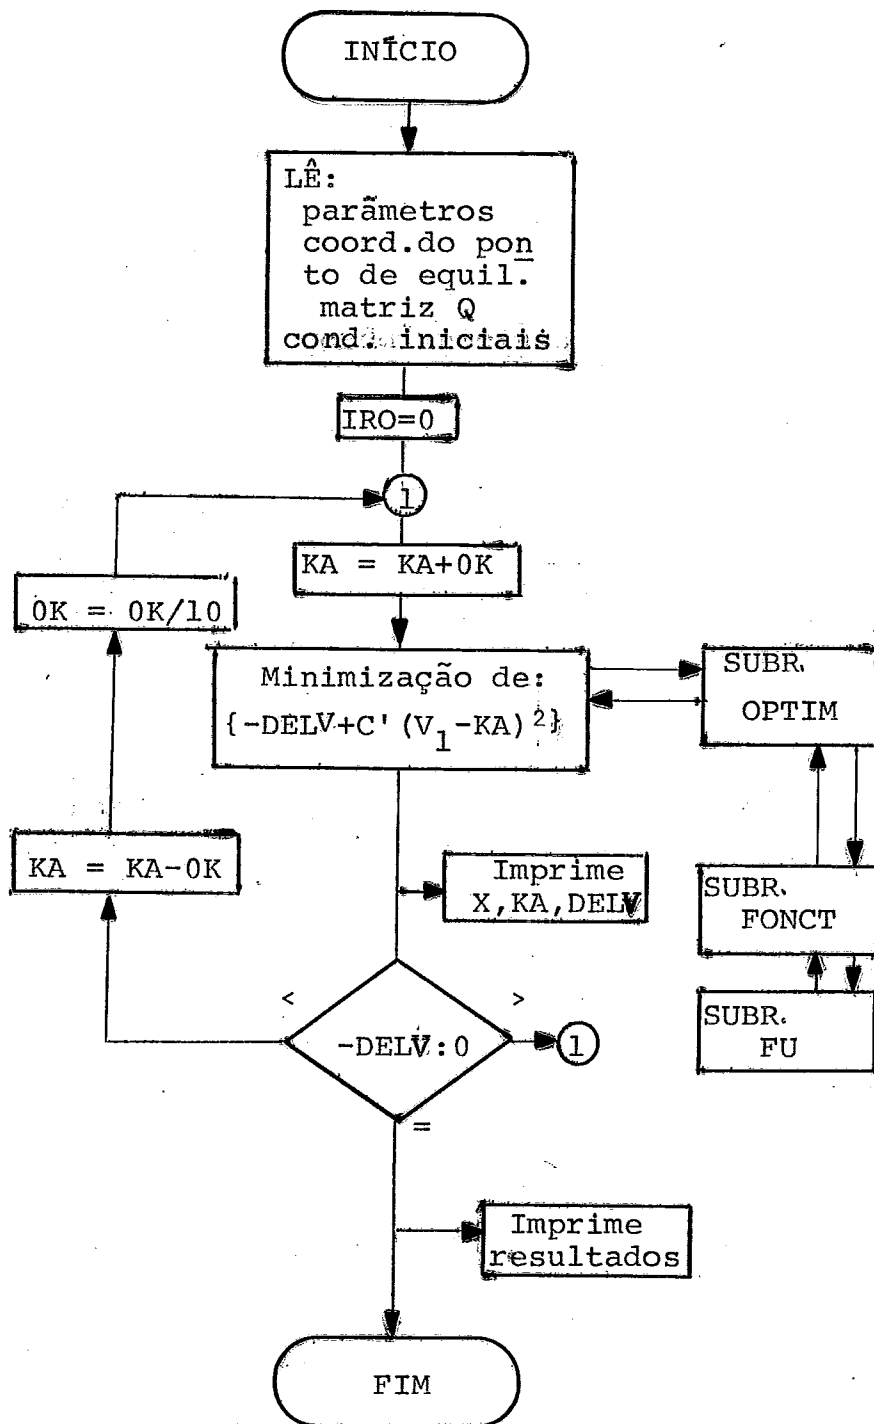 INÍCIO
LÊ:
parâmetros
coord.do pon
to de equil.
matriz Q
cond. iniciais
IRO=0
1
KA = KA+0K
0K = 0K/10
Minimização de:
{-DELV+C'(V₁-KA)²}
SUBR.
OPTIM
KA = KA-0K
Imprime
X,KA,DELV
SUBR.
FONCT
<
>
-DELV:0
1
SUBR.
FU
=
Imprime
resultados
FIM